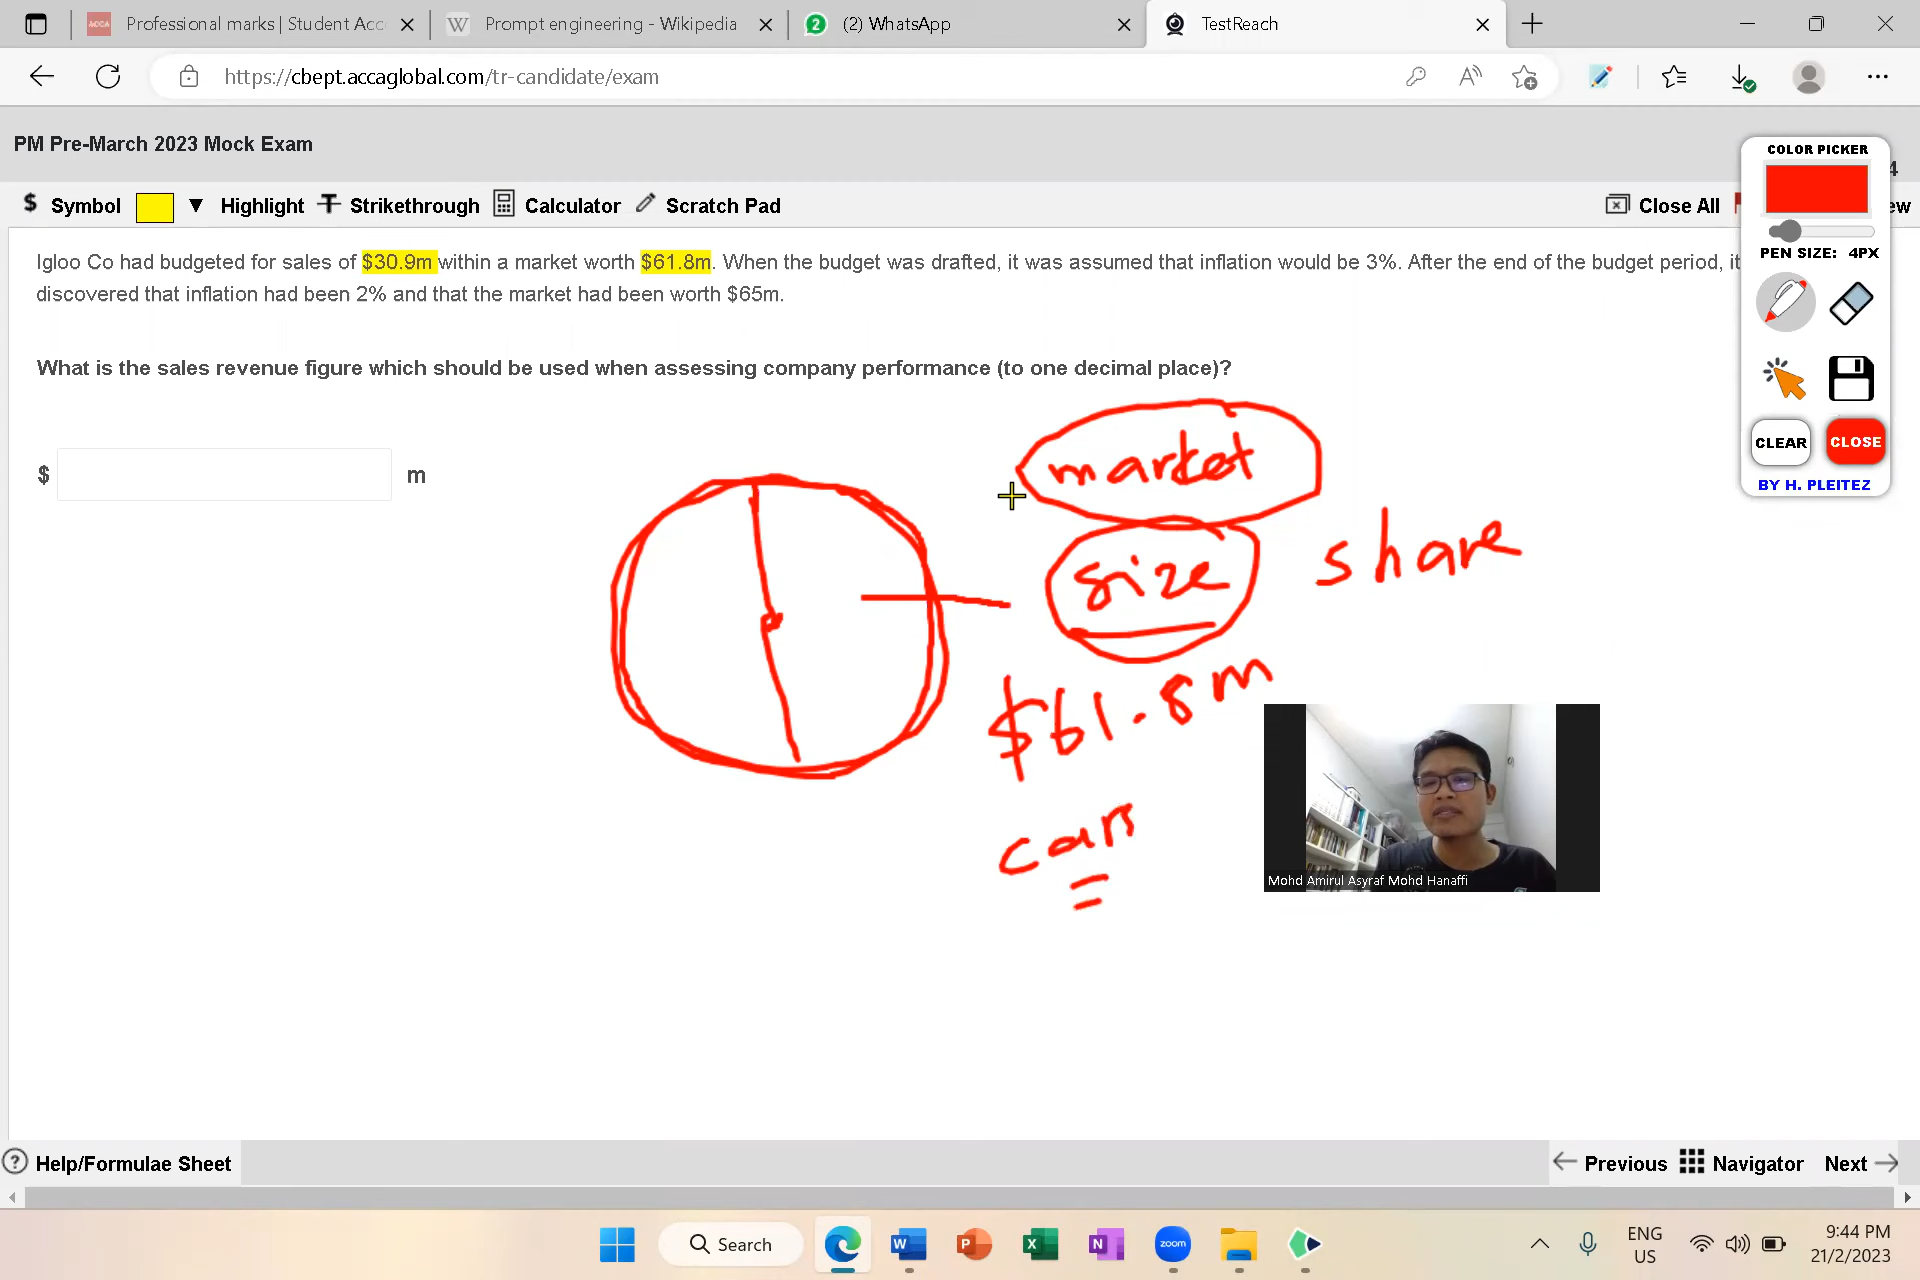 Professional marks | Student Acc
Prompt engineering - Wikipedia
2 (2) WhatsApp
TestReach
https://cbept.accaglobal.com/tr-candidate/exam
PM Pre-March 2023 Mock Exam
COLOR PICKER
4
$ Symbol ▼ Highlight T Strikethrough Calculator Scratch Pad
Close All
ew
PEN SIZE: 4PX
CLEAR CLOSE
BY H. PLEITEZ
Igloo Co had budgeted for sales of $30.9m within a market worth $61.8m. When the budget was drafted, it was assumed that inflation would be 3%. After the end of the budget period, it
discovered that inflation had been 2% and that the market had been worth $65m.
What is the sales revenue figure which should be used when assessing company performance (to one decimal place)?
$ m
market
size share
$61.8m
cars
Mohd Amirul Asyraf Mohd Hanaffi
? Help/Formulae Sheet
Previous Navigator Next
Search
W P X N zoom
ENG
US
9:44 PM
21/2/2023